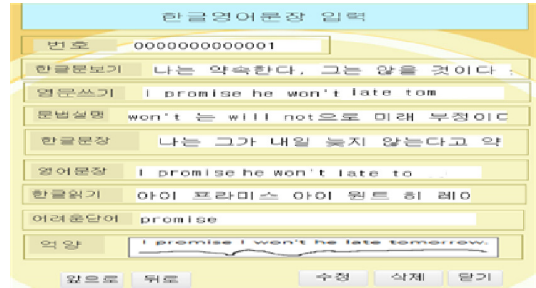 한글영어문장 입력
번호 0000000000001
한글문보기 나는 약속한다. 그는 않을 것이다 :
영문쓰기 I promise he won't late tom
문법설명 won't 는 will not으로 미래 부정이다
한글문장 나는 그가 내일 늦지 않는다고 약
영어문장 I promise he won't late to
한글읽기 아이 프라미스 아이 원트 히 레이
어려운단어 promise
억양 I promise I won't he late tomorrow.
앞으로 뒤로 수정 삭제 닫기